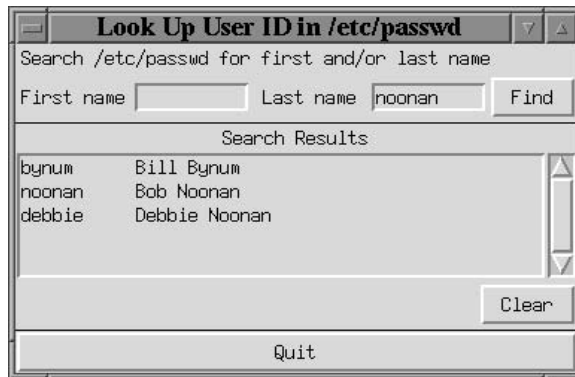 Look Up User ID in /etc/passwd
Search /etc/passwd for first and/or last name
First name Last name noonan Find
Search Results
bynum Bill Bynum
noonan Bob Noonan
debbie Debbie Noonan
Clear
Quit